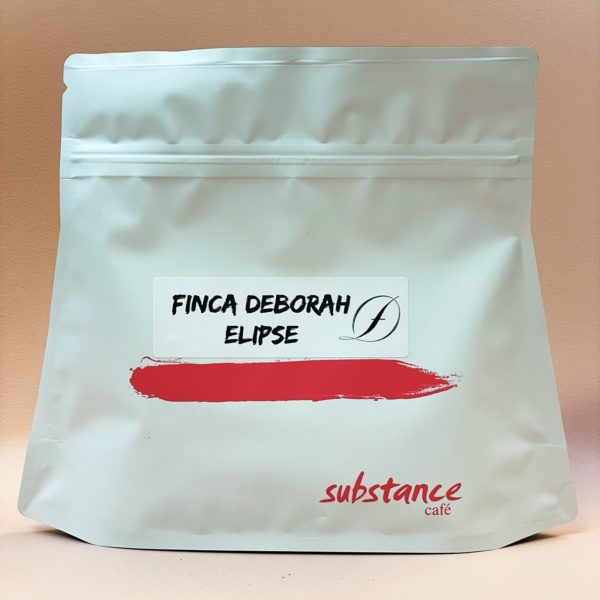 FINCA DEBORAH
ELIPSE
substance
café